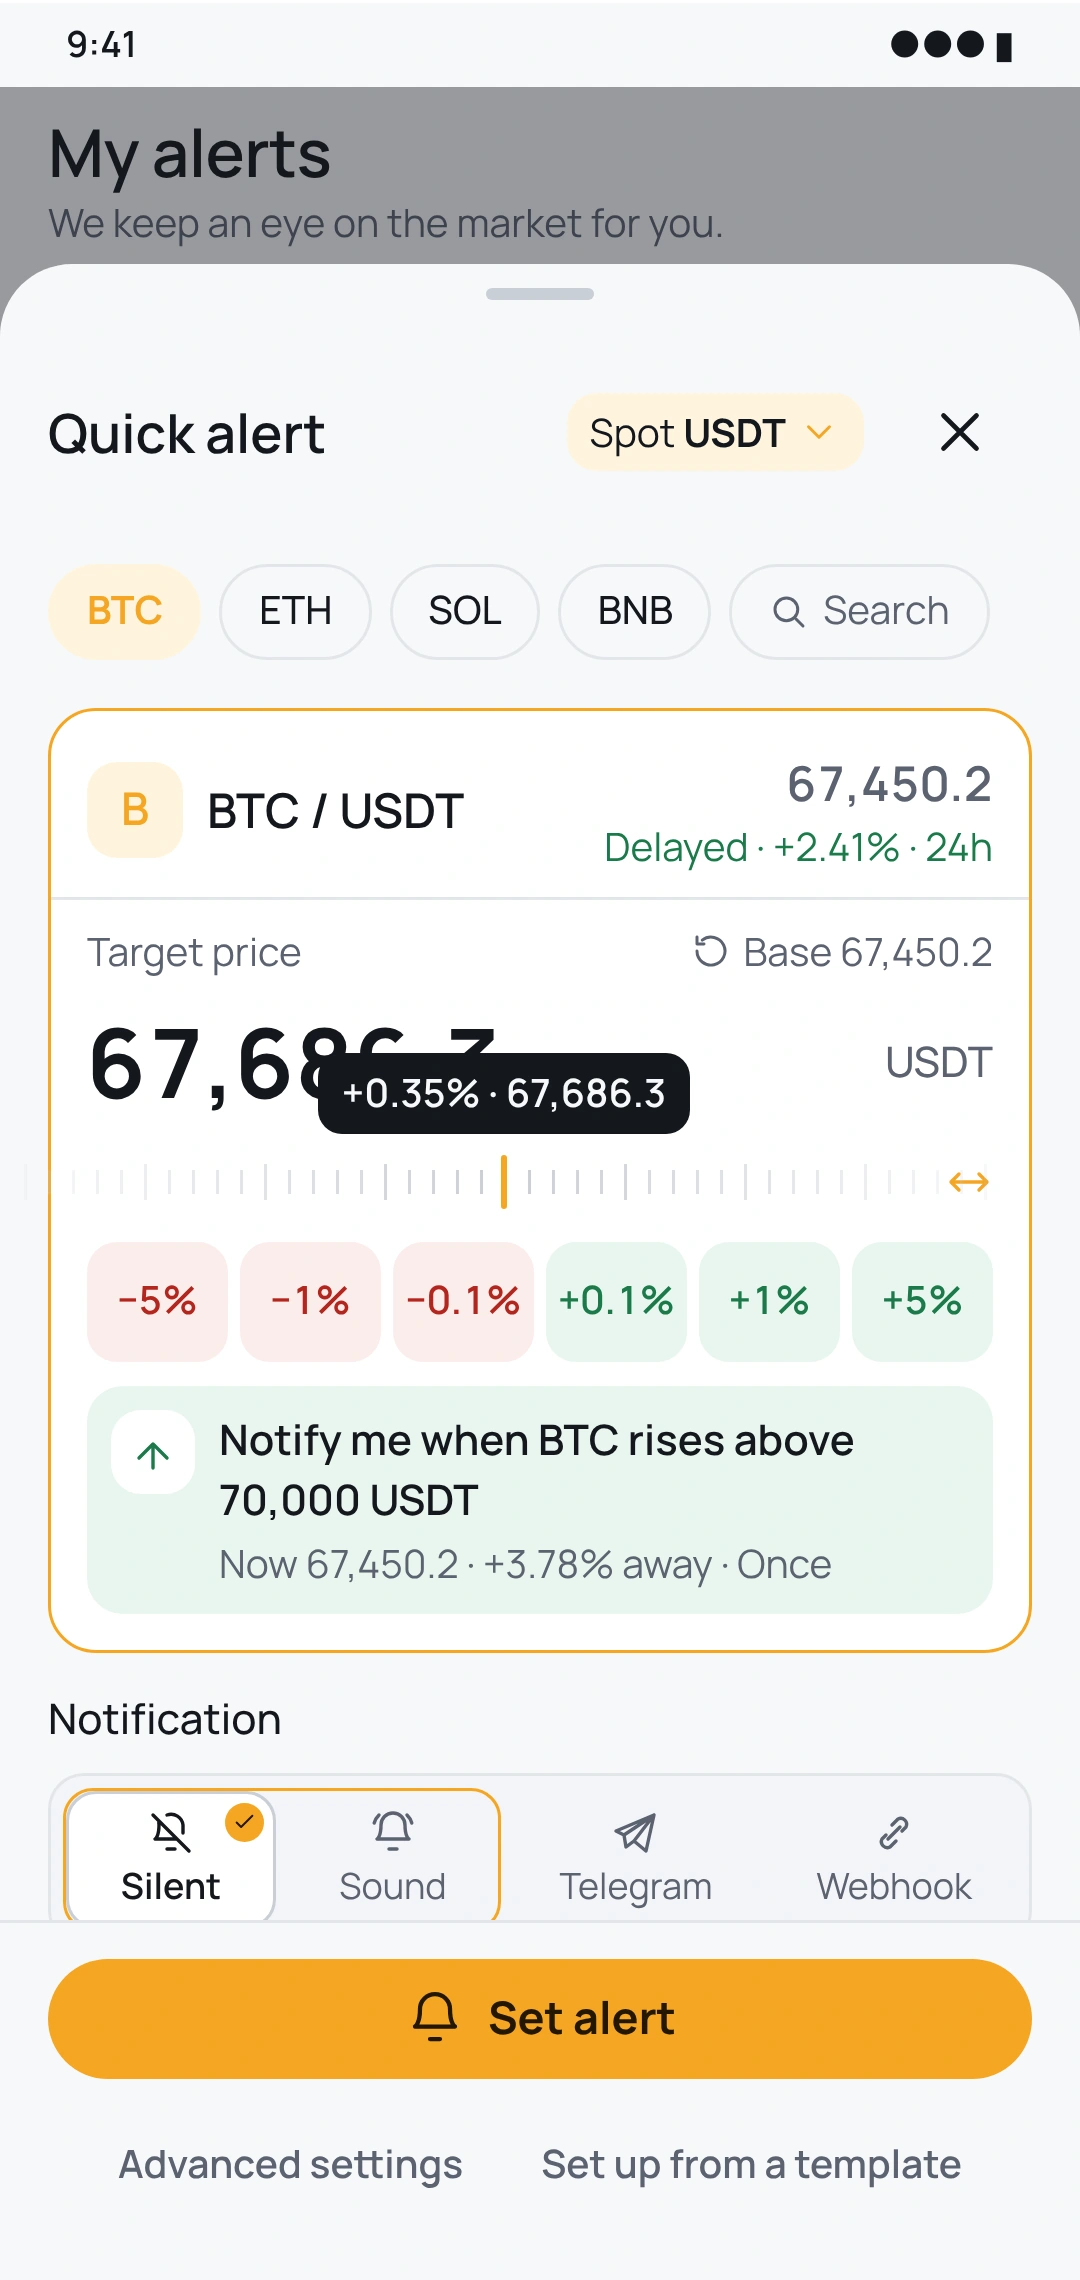 9:41
My alerts
We keep an eye on the market for you.
Quick alert
Spot USDT
BTC
ETH
SOL
BNB
Search
B
BTC / USDT
67,450.2
Delayed · +2.41% · 24h
Target price
Base 67,450.2
67,686.3
USDT
+0.35% · 67,686.3
−5%
−1%
−0.1%
+0.1%
+1%
+5%
Notify me when BTC rises above
70,000 USDT
Now 67,450.2 · +3.78% away · Once
Notification
Silent
Sound
Telegram
Webhook
Set alert
Advanced settings
Set up from a template